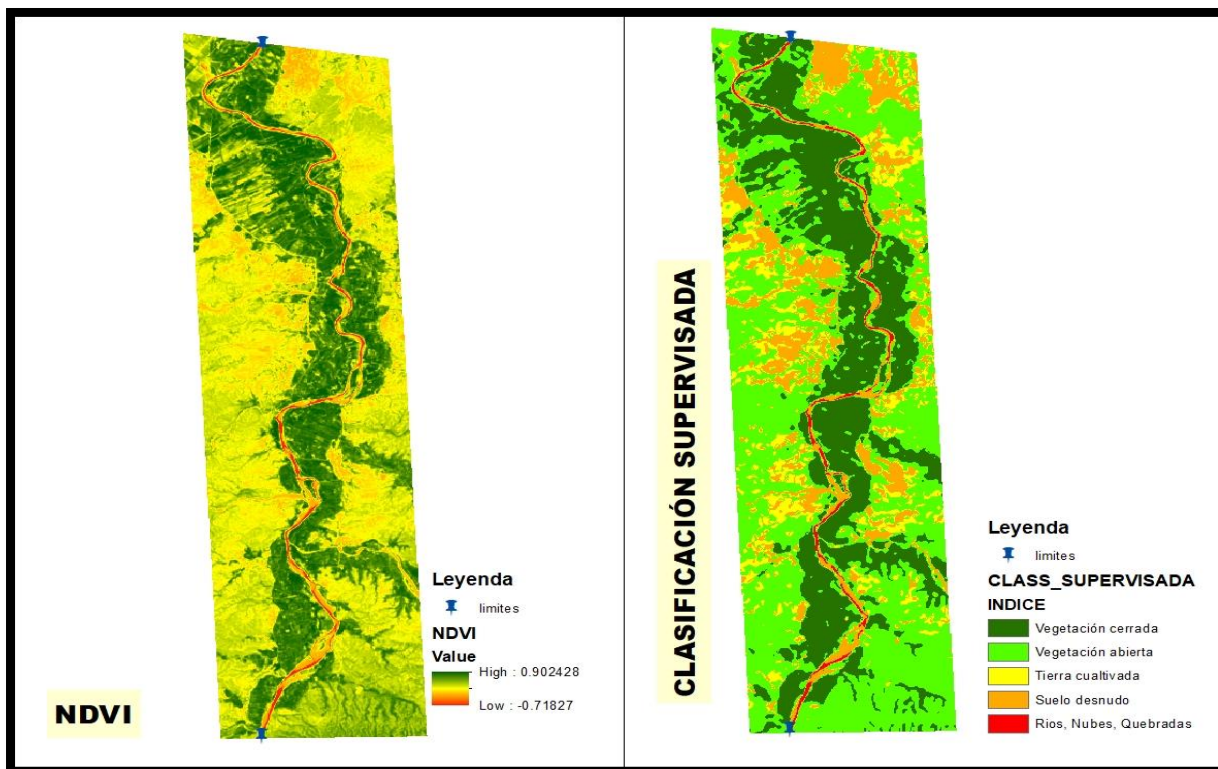 Leyenda
limites
NDVI
Value
High : 0.902428
Low : -0.71827
NDVI
CLASIFICACIÓN SUPERVISADA
Leyenda
limites
CLASS_SUPERVISADA
INDICE
Vegetación cerrada
Vegetación abierta
Tierra cualtivada
Suelo desnudo
Rios, Nubes, Quebradas